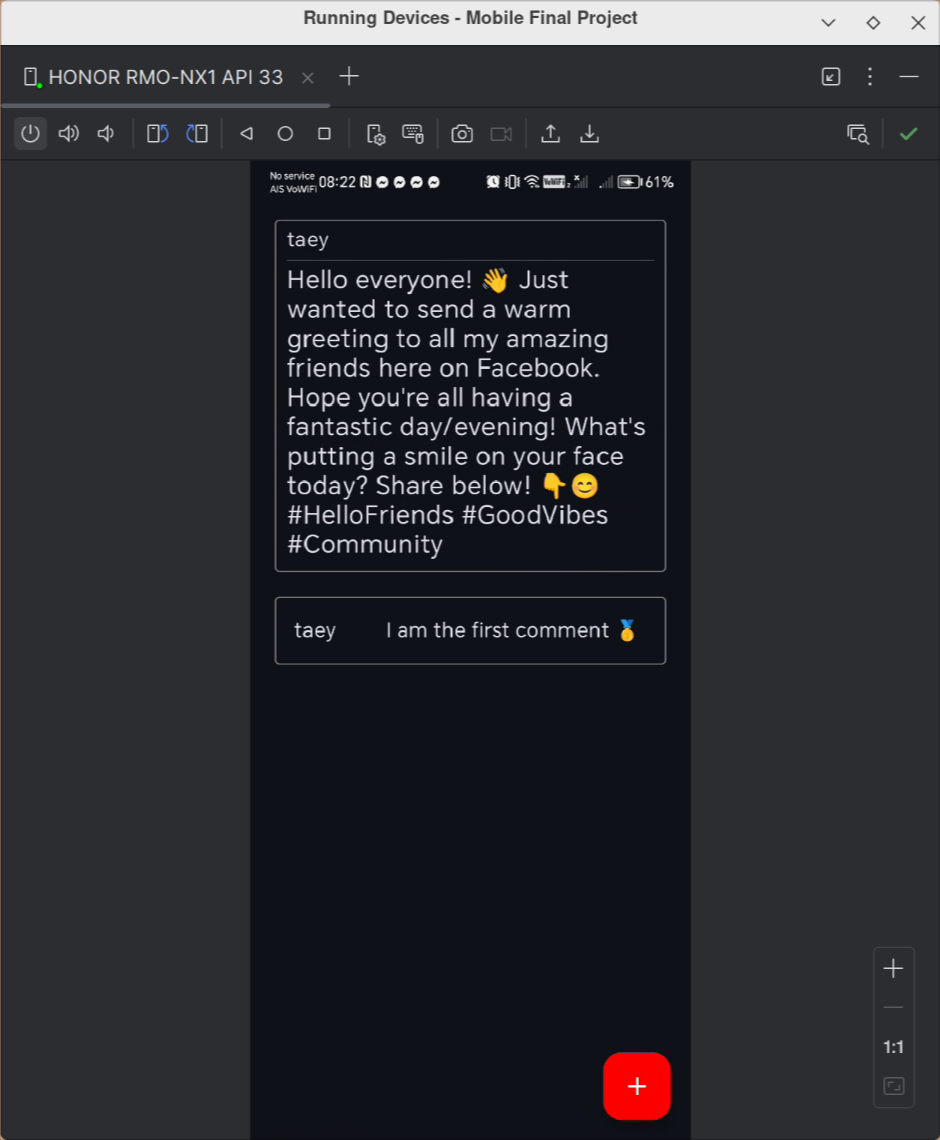 Running Devices - Mobile Final Project
HONOR RMO-NX1 API 33
No service
AIS VoWiFi
08:22
61%
taey
Hello everyone! 👋 Just
wanted to send a warm
greeting to all my amazing
friends here on Facebook.
Hope you're all having a
fantastic day/evening! What's
putting a smile on your face
today? Share below! 👇😊
#HelloFriends #GoodVibes
#Community
taey I am the first comment 🏅
1:1